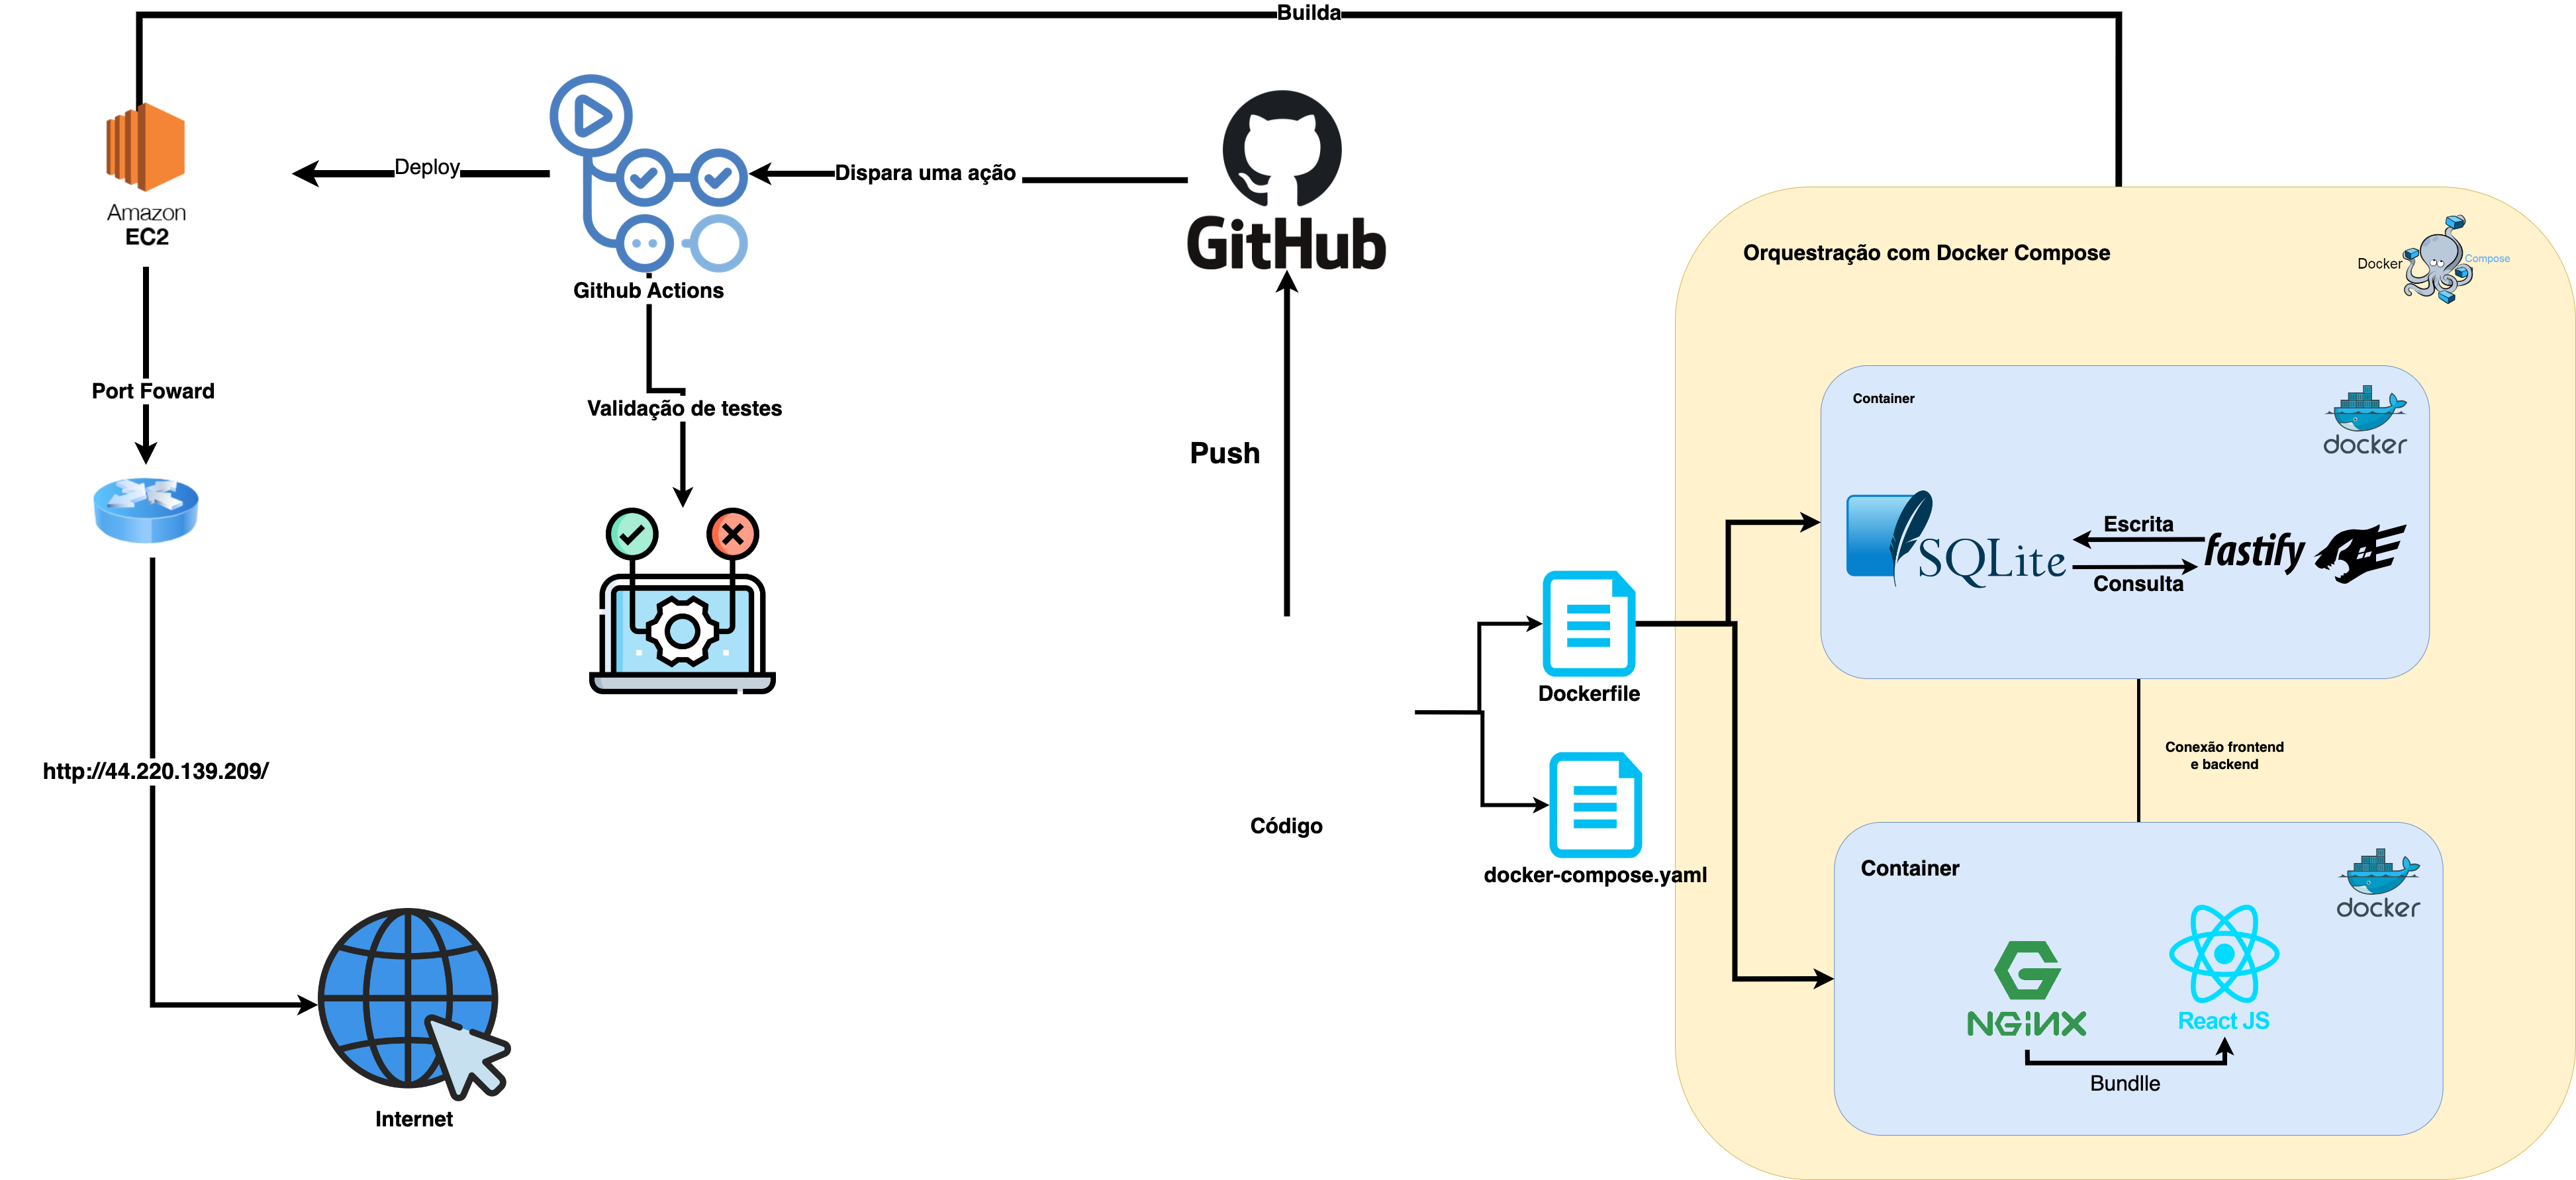 Builda
Amazon
EC2
Deploy
Dispara uma ação
GitHub
Github Actions
Orquestração com Docker Compose
Docker
Compose
Port Foward
Validação de testes
Push
Container
docker
SQLite
Escrita
Consulta
fastify
Dockerfile
http://44.220.139.209/
Conexão frontend
e backend
Código
docker-compose.yaml
Container
docker
NGiNX
React JS
Bundlle
Internet